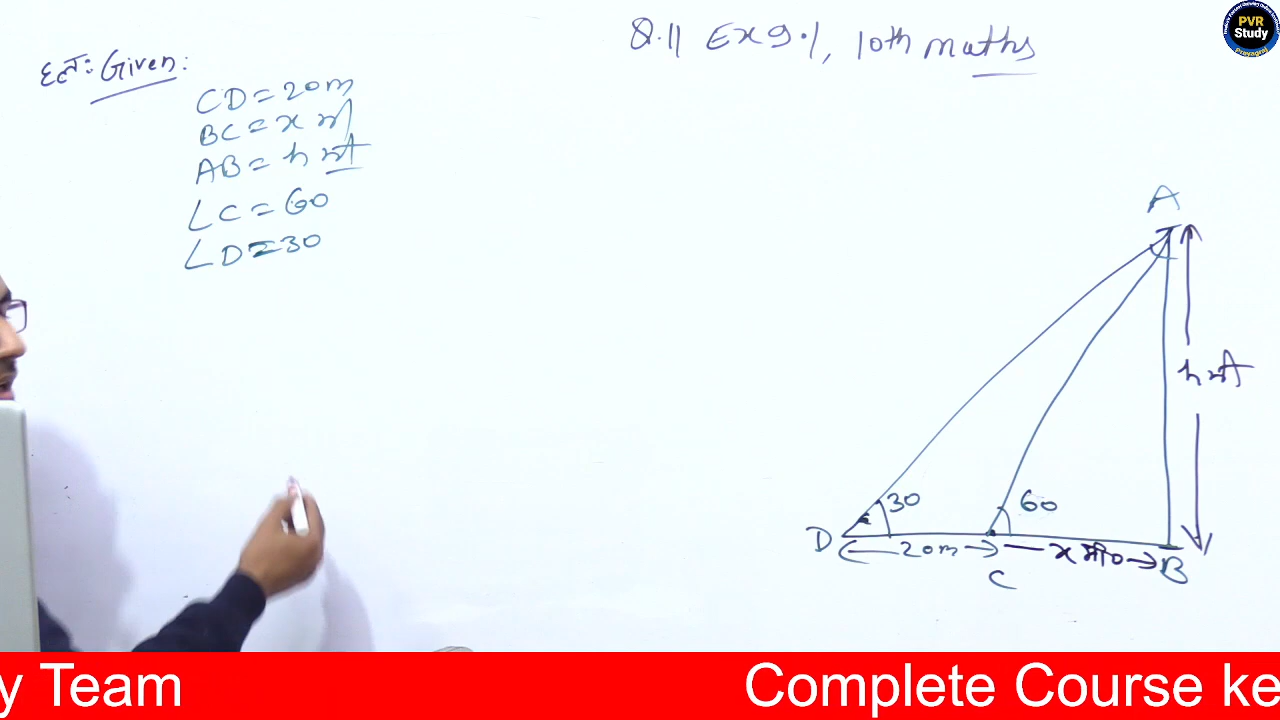 Q.11 Ex 9.1, 10th maths
PVR
Study
हल: Given:
CD = 20m
BC = x मी
AB = h मी
∠C = 60
∠D = 30
A
h मी
30
60
D
20m
x मी०
B
C
y Team
Complete Course ke